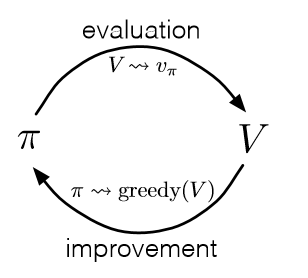 evaluation
V ⇝ v_π
π V
π ⇝ greedy(V)
improvement